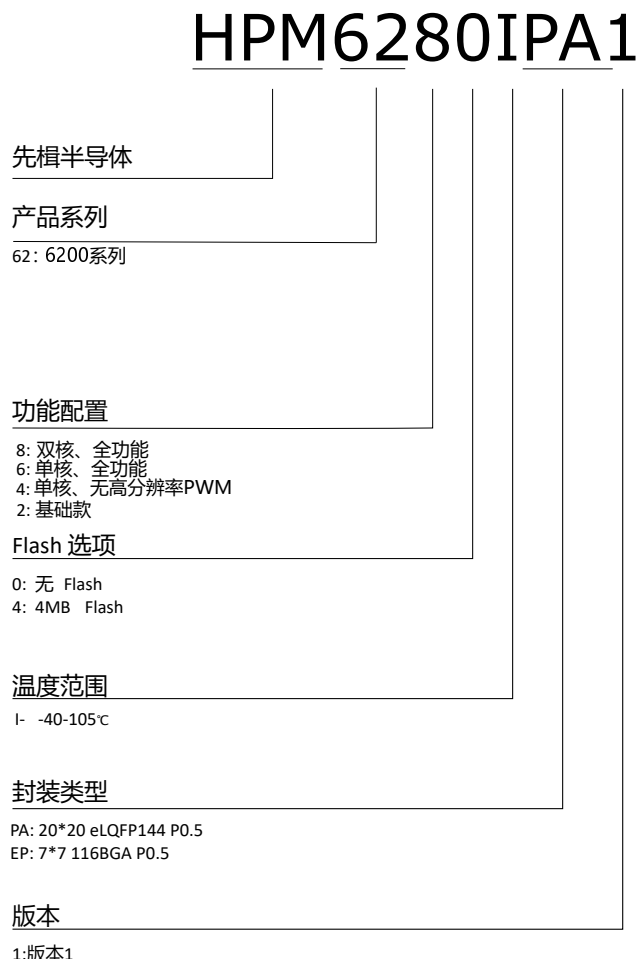 HPM6280IPA1
先楫半导体
产品系列
62: 6200系列
功能配置
8: 双核、全功能
6: 单核、全功能
4: 单核、无高分辨率PWM
2: 基础款
Flash 选项
0: 无 Flash
4: 4MB Flash
温度范围
I- -40-105℃
封装类型
PA: 20*20 eLQFP144 P0.5
EP: 7*7 116BGA P0.5
版本
1:版本1